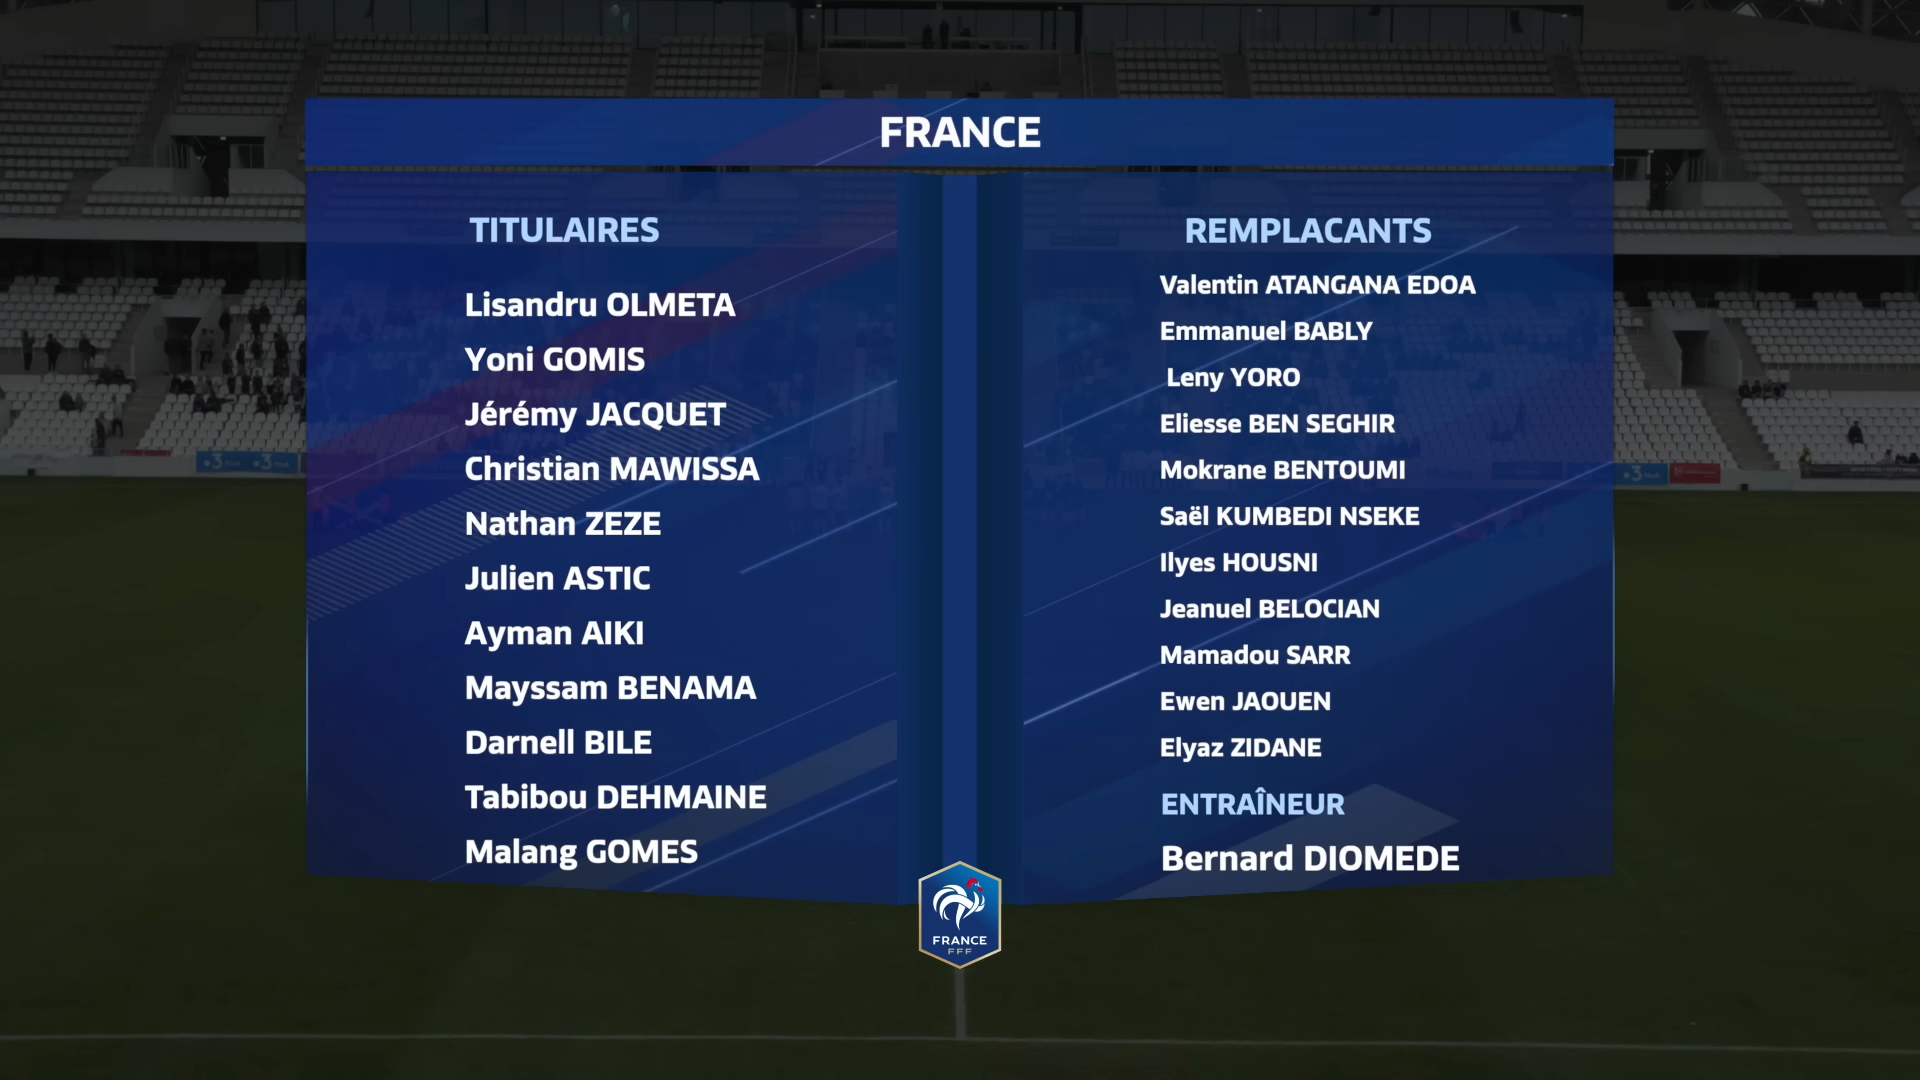 FRANCE
TITULAIRES
Lisandru OLMETA
Yoni GOMIS
Jérémy JACQUET
Christian MAWISSA
Nathan ZEZE
Julien ASTIC
Ayman AIKI
Mayssam BENAMA
Darnell BILE
Tabibou DEHMAINE
Malang GOMES
REMPLACANTS
Valentin ATANGANA EDOA
Emmanuel BABLY
Leny YORO
Eliesse BEN SEGHIR
Mokrane BENTOUMI
Saël KUMBEDI NSEKE
Ilyes HOUSNI
Jeanuel BELOCIAN
Mamadou SARR
Ewen JAOUEN
Elyaz ZIDANE
ENTRAÎNEUR
Bernard DIOMEDE
FRANCE
FFF